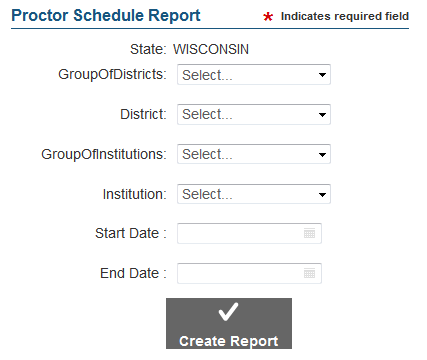 Proctor Schedule Report * Indicates required field
State: WISCONSIN
GroupOfDistricts: Select...
District: Select...
GroupOfInstitutions: Select...
Institution: Select...
Start Date :
End Date :
Create Report